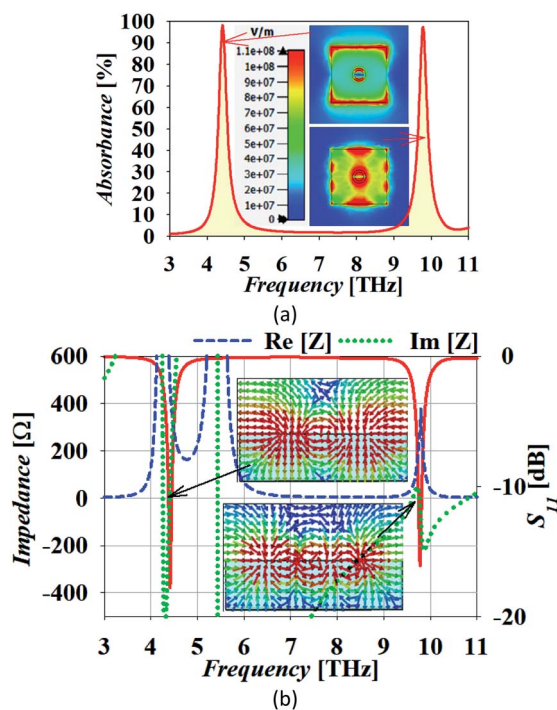 Absorbance [%]
100
90
80
70
60
50
40
30
20
10
0
V/m
1.1e+08
1e+08
9e+07
8e+07
7e+07
6e+07
5e+07
4e+07
3e+07
2e+07
1e+07
0
3 4 5 6 7 8 9 10 11
Frequency [THz]
(a)
Re [Z] Im [Z]
Impedance [Ω]
600
400
200
0
-200
-400
0
-10
-20
S11 [dB]
3 4 5 6 7 8 9 10 11
Frequency [THz]
(b)